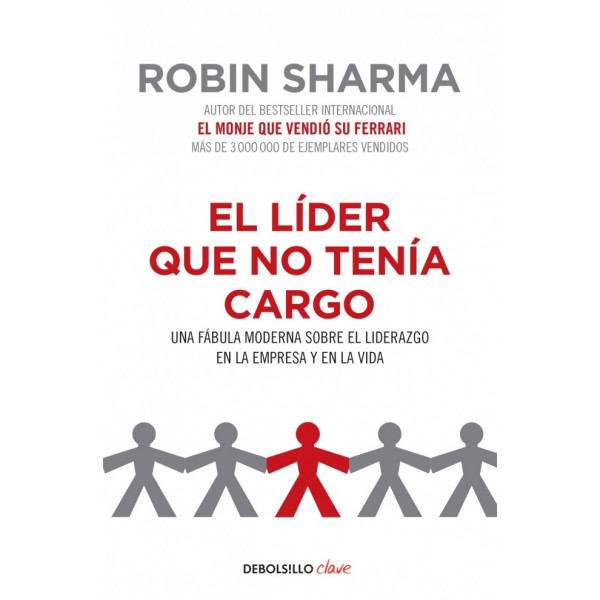 ROBIN SHARMA
AUTOR DEL BESTSELLER INTERNACIONAL
EL MONJE QUE VENDIÓ SU FERRARI
MÁS DE 3 000 000 DE EJEMPLARES VENDIDOS
EL LÍDER
QUE NO TENÍA
CARGO
UNA FÁBULA MODERNA SOBRE EL LIDERAZGO
EN LA EMPRESA Y EN LA VIDA
DEBOLS!LLO clave